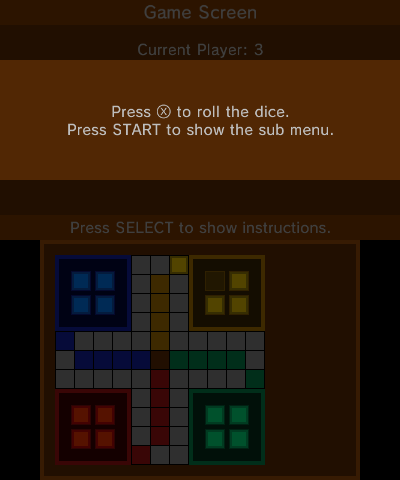 Game Screen
Current Player: 3
Press ⓧ to roll the dice.
Press START to show the sub menu.
Press SELECT to show instructions.